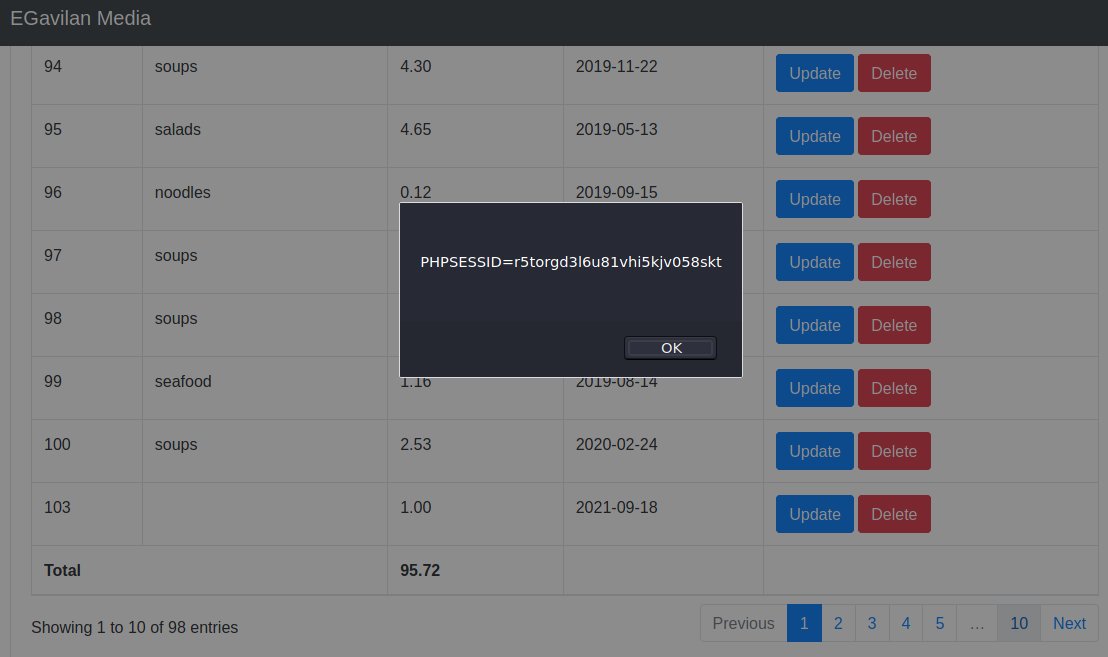 EGavilan Media
94 soups 4.30 2019-11-22 Update Delete
95 salads 4.65 2019-05-13 Update Delete
96 noodles 0.12 2019-09-15 Update Delete
97 soups Update Delete
PHPSESSID=r5torgd3l6u81vhi5kjv058skt
98 soups Update Delete
OK
99 seafood 1.16 2019-08-14 Update Delete
100 soups 2.53 2020-02-24 Update Delete
103 1.00 2021-09-18 Update Delete
Total 95.72
Showing 1 to 10 of 98 entries Previous 1 2 3 4 5 … 10 Next